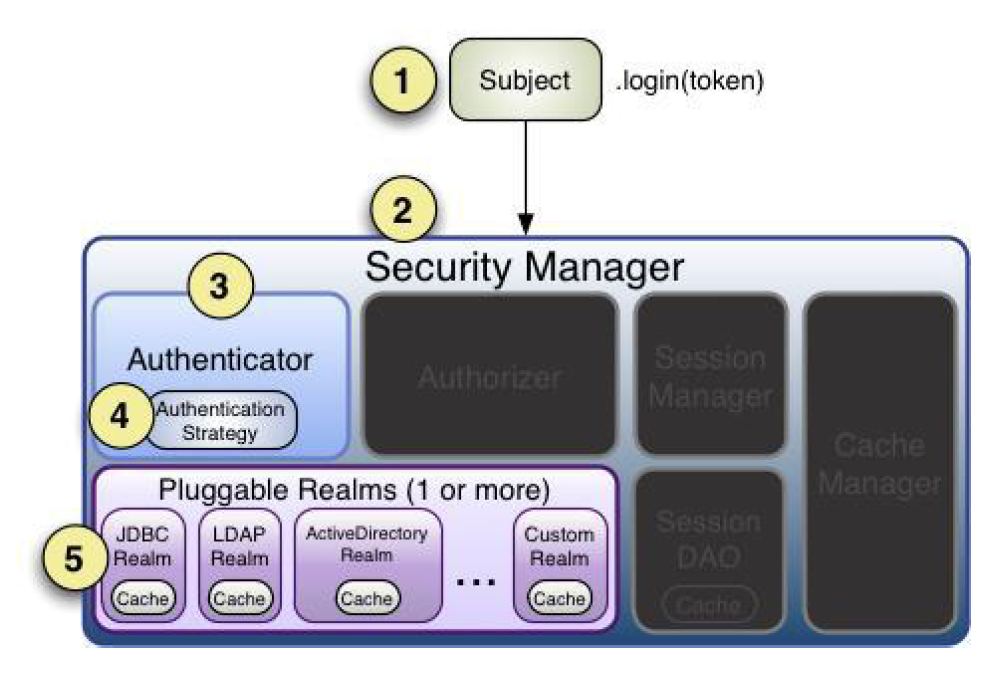 1
Subject
.login(token)
2
Security Manager
3
Authenticator
4
Authentication
Strategy
Authorizer
Session
Manager
Cache
Manager
Pluggable Realms (1 or more)
5
JDBC
Realm
Cache
LDAP
Realm
Cache
ActiveDirectory
Realm
Cache
...
Custom
Realm
Cache
Session
DAO
Cache